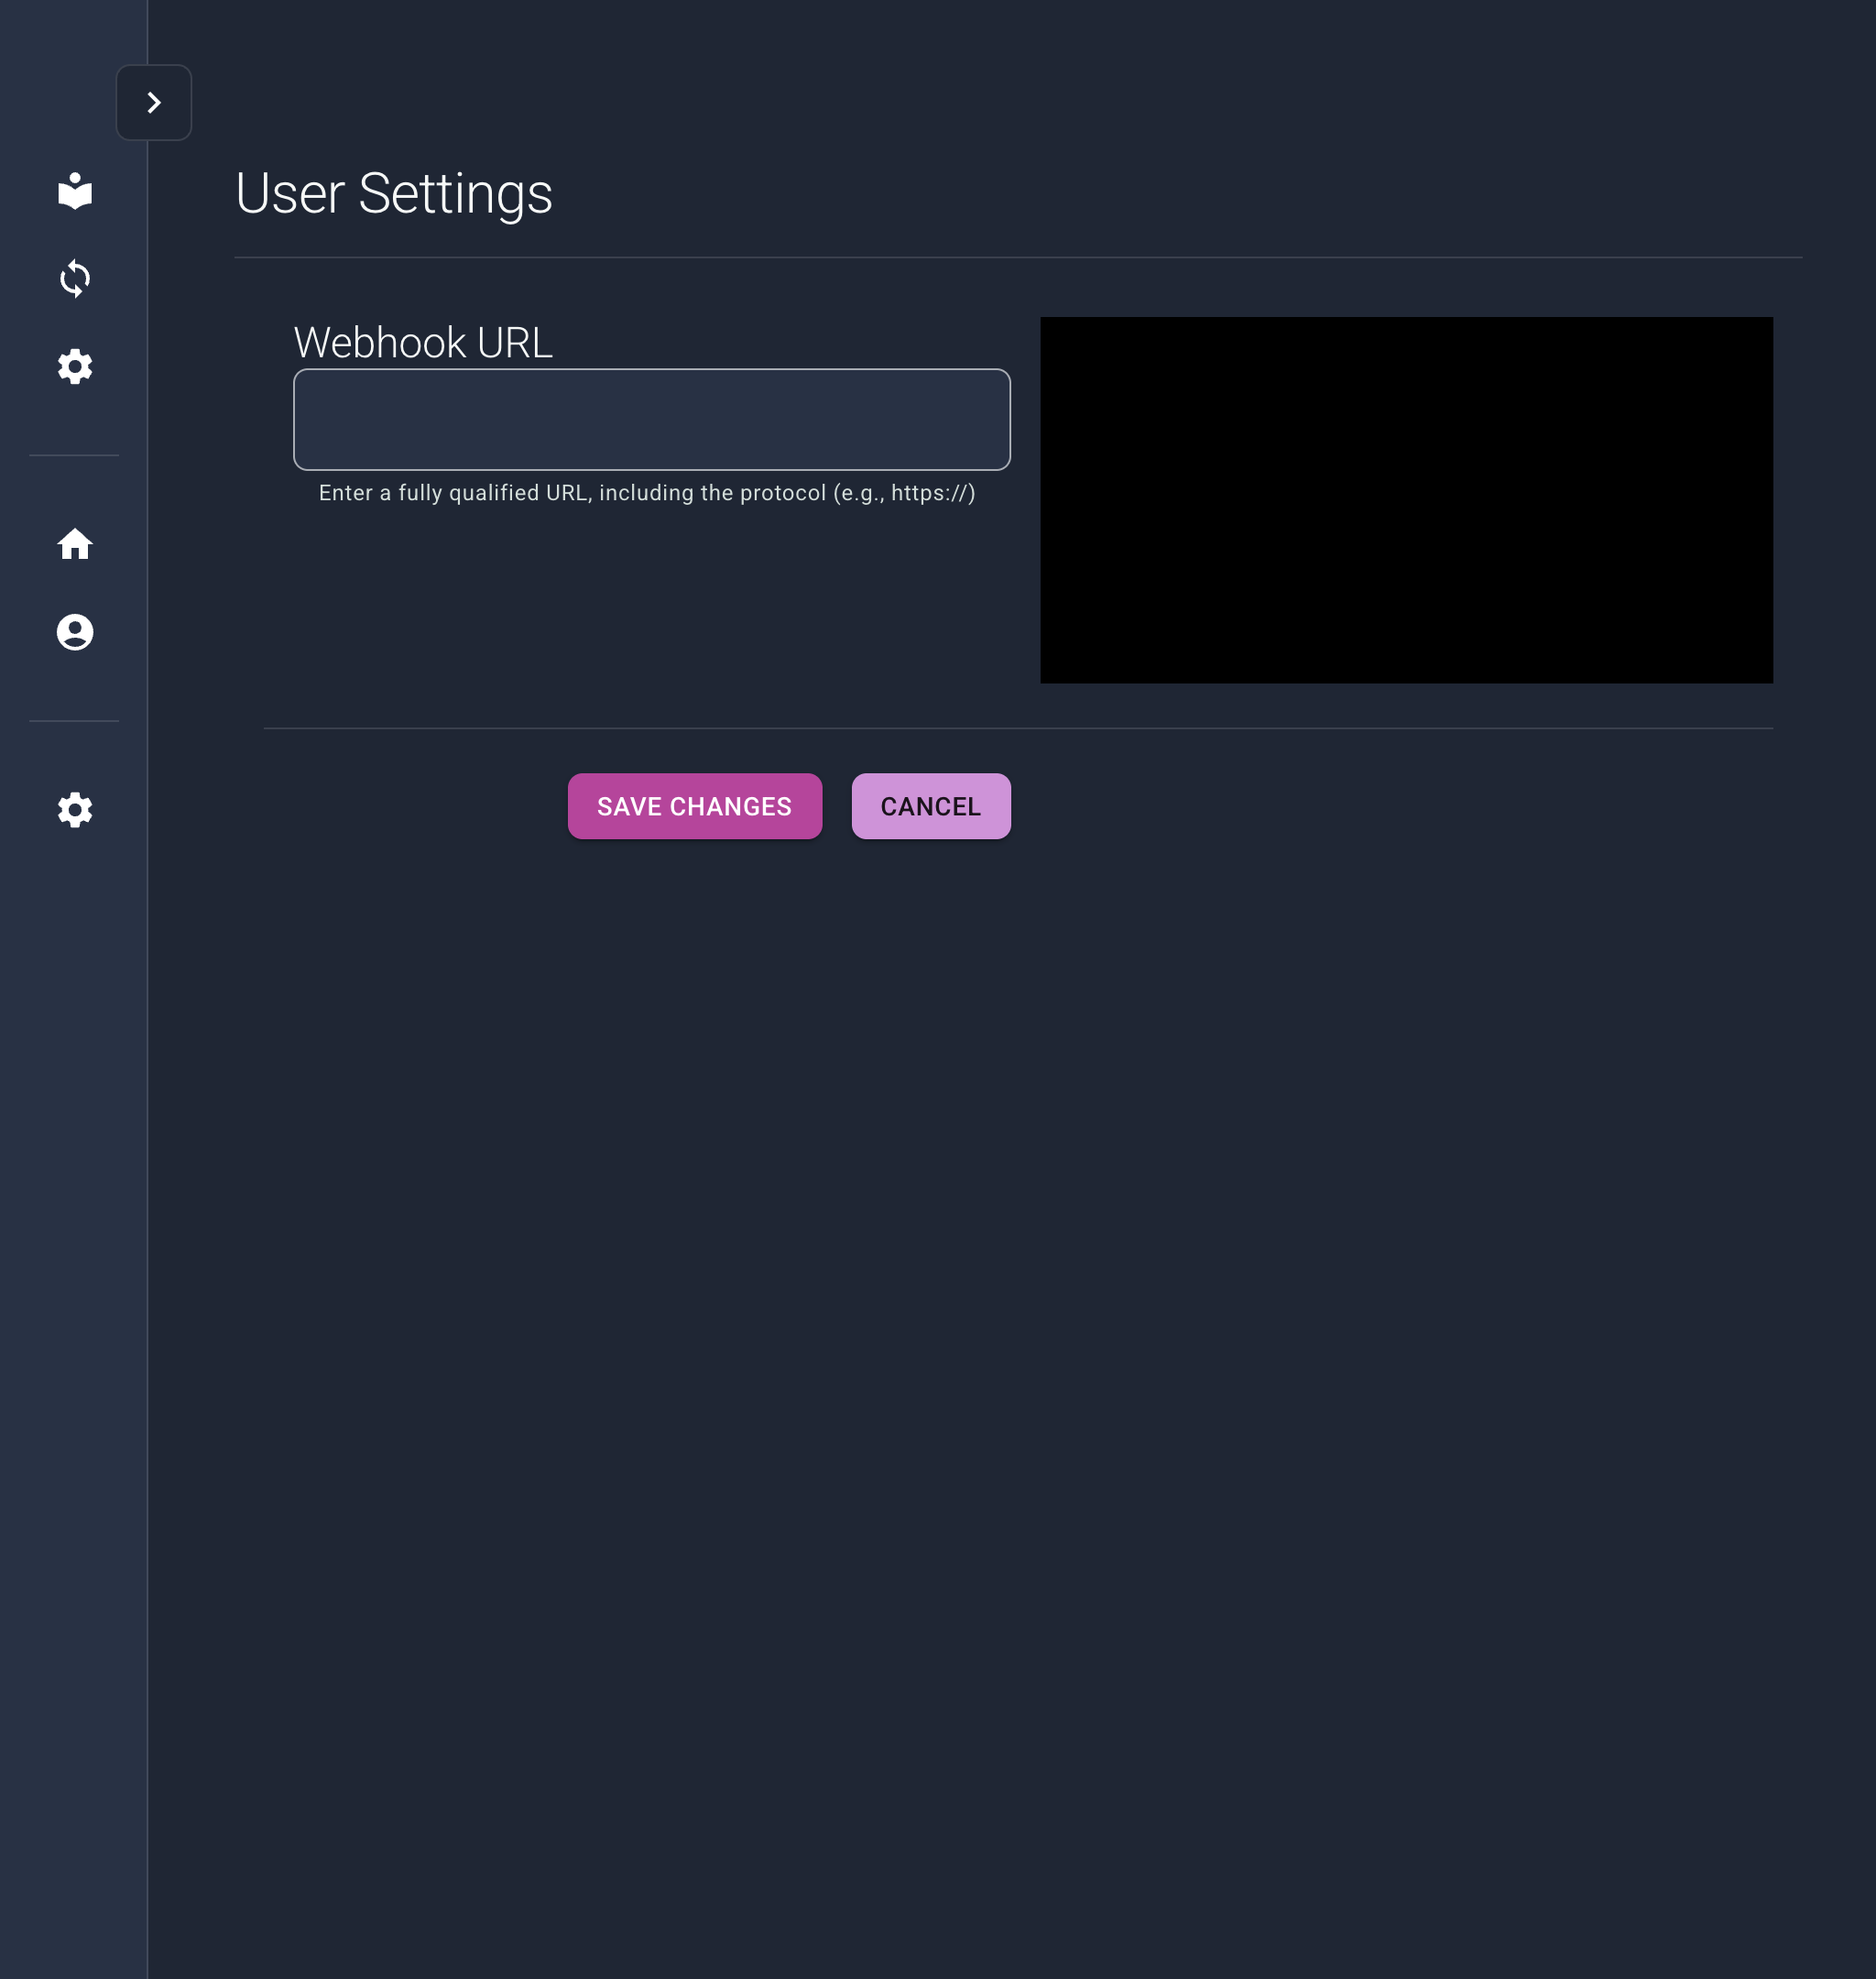 User Settings
Webhook URL
Enter a fully qualified URL, including the protocol (e.g., https://)
SAVE CHANGES
CANCEL